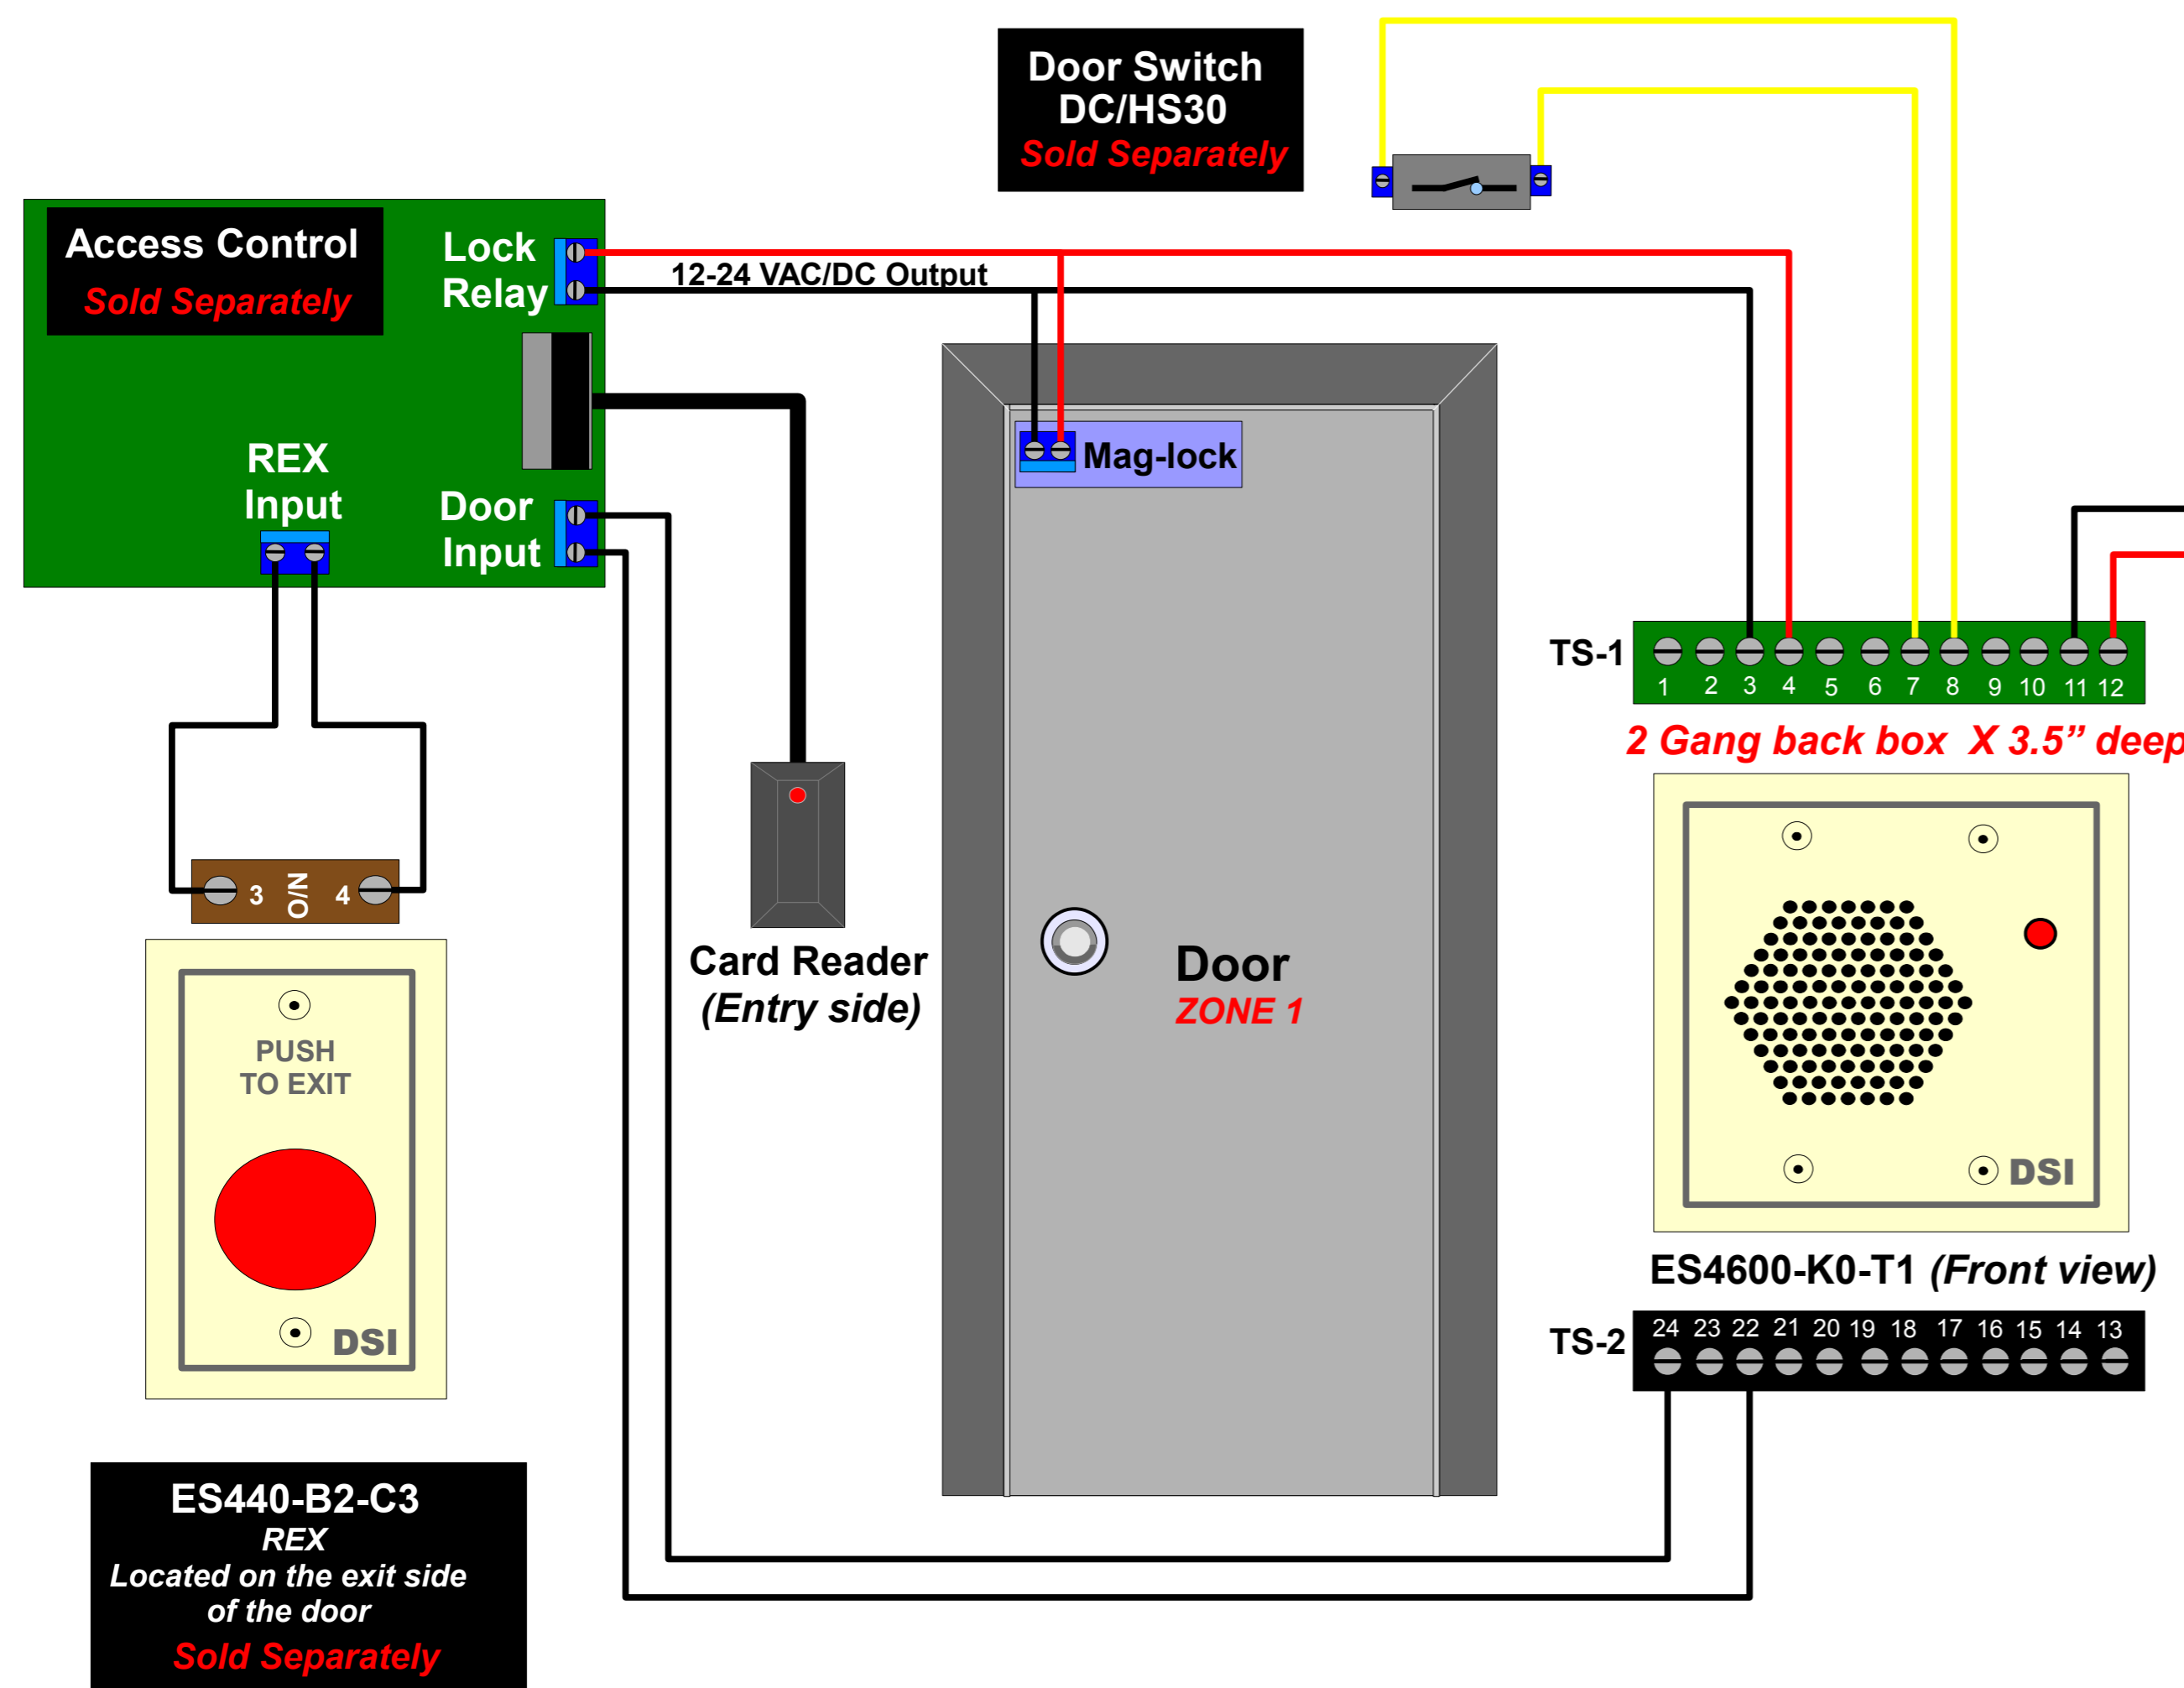 Door Switch
DC/HS30
Sold Separately
Access Control
Sold Separately
Lock
Relay
12-24 VAC/DC Output
REX
Input
Door
Input
Mag-lock
TS-1
1 2 3 4 5 6 7 8 9 10 11 12
2 Gang back box X 3.5” deep
3 N/O 4
PUSH
TO EXIT
DSI
Card Reader
(Entry side)
Door
ZONE 1
DSI
ES4600-K0-T1 (Front view)
TS-2
24 23 22 21 20 19 18 17 16 15 14 13
ES440-B2-C3
REX
Located on the exit side
of the door
Sold Separately